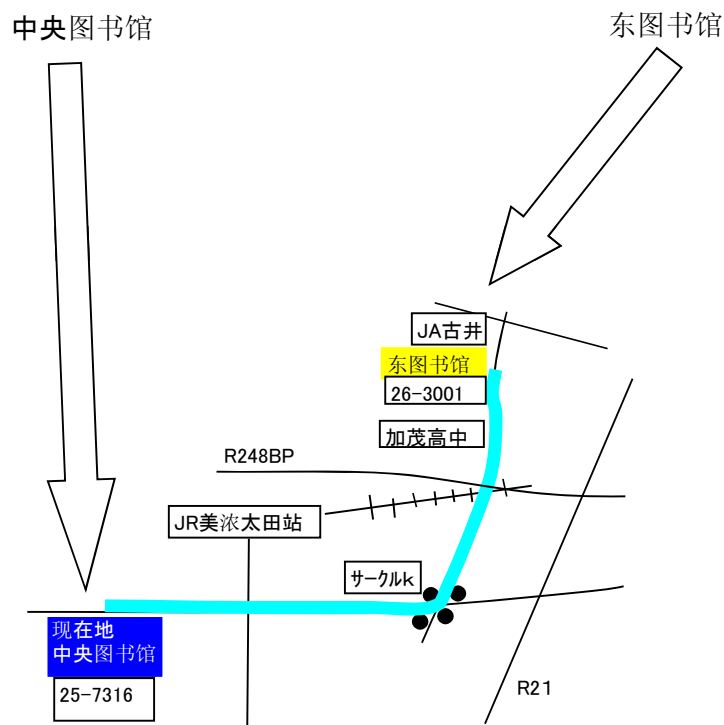 中央图书馆
东图书馆
JA古井
东图书馆
26-3001
加茂高中
R248BP
JR美浓太田站
サークルk
现在地
中央图书馆
25-7316
R21